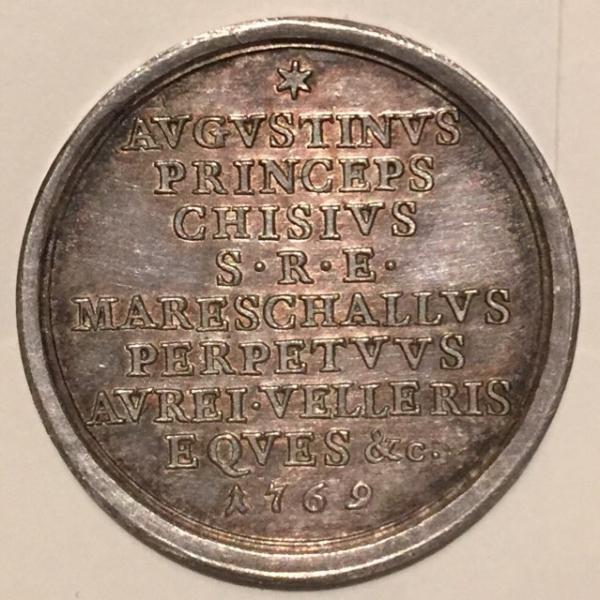 AVGVSTINVS
PRINCEPS
CHISIVS
S·R·E·
MARESCHALLVS
PERPETVVS
AVREI·VELLERIS
EQVES &c.
1769